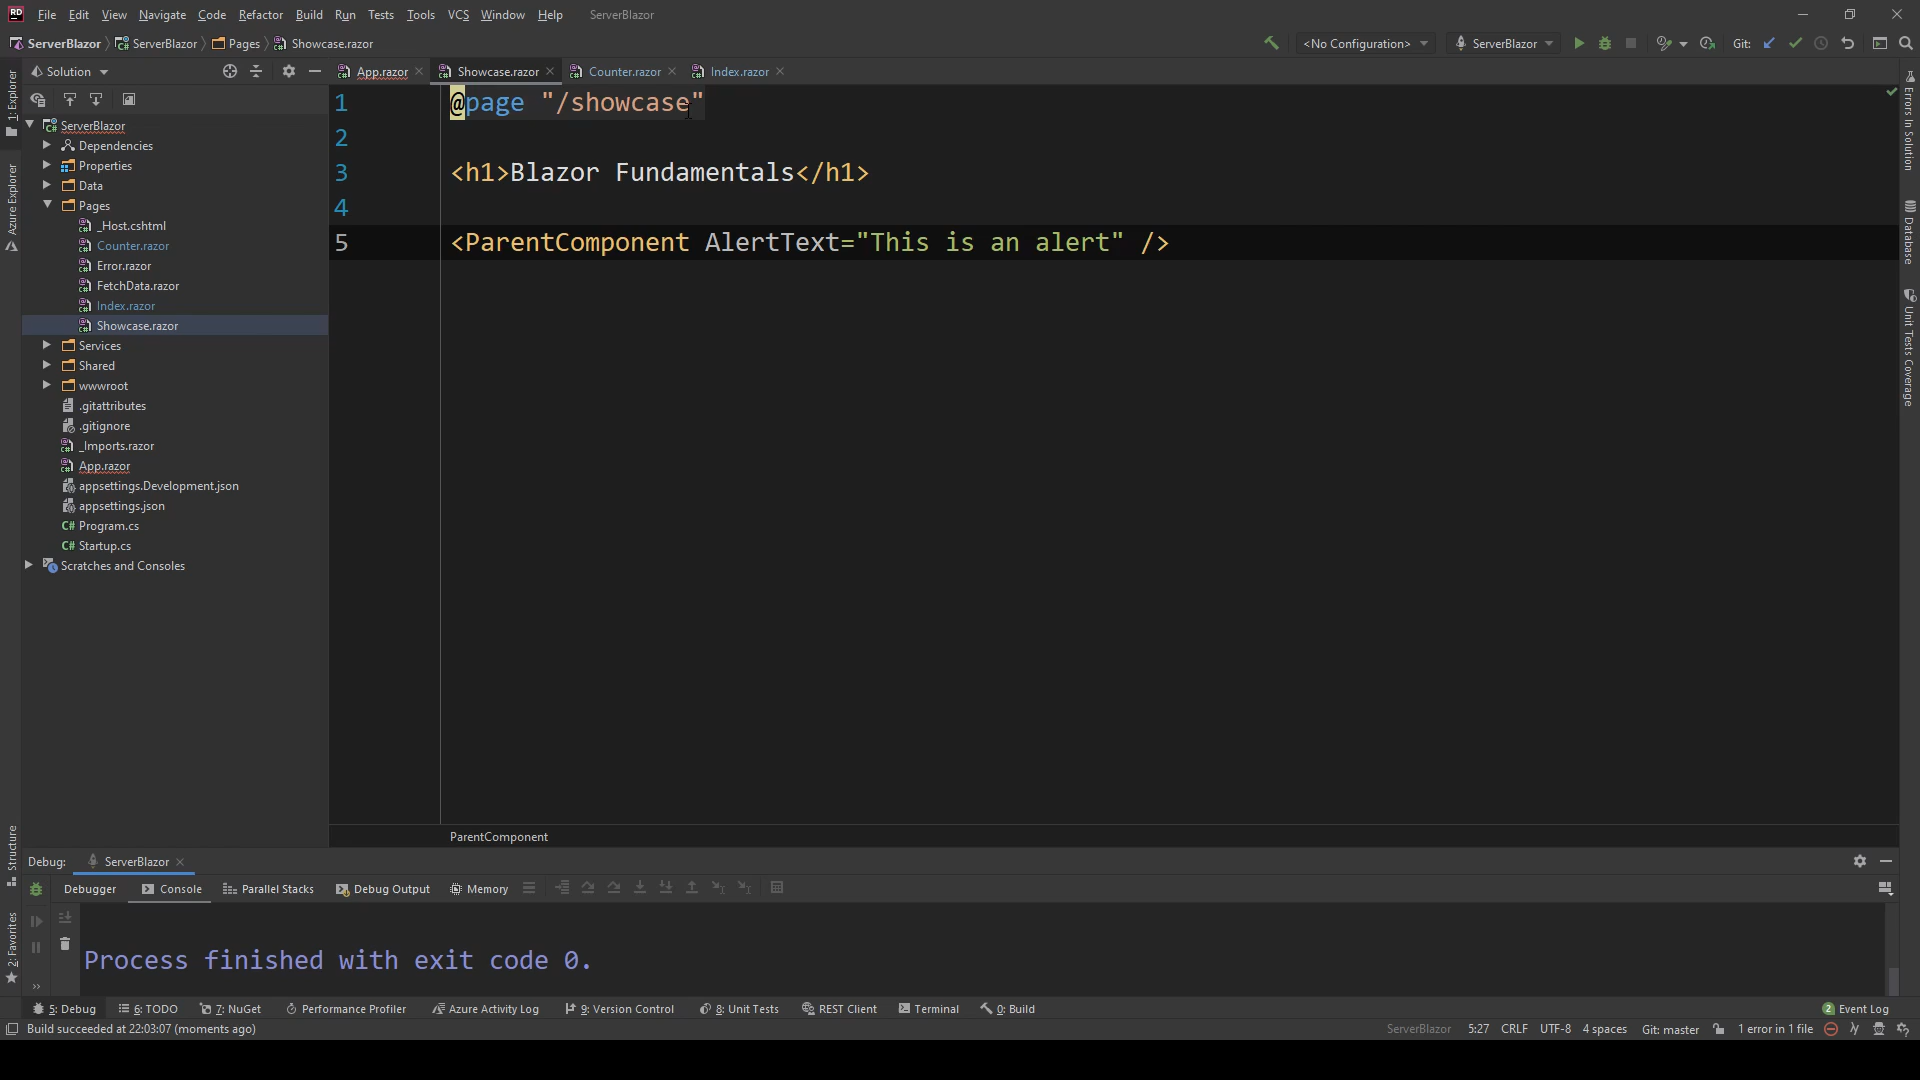 RD File Edit View Navigate Code Refactor Build Run Tests Tools VCS Window Help ServerBlazor
ServerBlazor ServerBlazor Pages Showcase.razor <No Configuration> ServerBlazor Git:
Solution App.razor Showcase.razor Counter.razor Index.razor
1: Explorer
Azure Explorer
Structure
2: Favorites
ServerBlazor
Dependencies
Properties
Data
Pages
_Host.cshtml
Counter.razor
Error.razor
FetchData.razor
Index.razor
Showcase.razor
Services
Shared
wwwroot
.gitattributes
.gitignore
_Imports.razor
App.razor
appsettings.Development.json
appsettings.json
C# Program.cs
C# Startup.cs
Scratches and Consoles
1 @page "/showcase"
2
3 <h1>Blazor Fundamentals</h1>
4
5 <ParentComponent AlertText="This is an alert" />
ParentComponent
Errors In Solution
Database
Unit Tests Coverage
Debug: ServerBlazor
Debugger Console Parallel Stacks Debug Output Memory
Process finished with exit code 0.
5: Debug 6: TODO 7: NuGet Performance Profiler Azure Activity Log 9: Version Control 8: Unit Tests REST Client Terminal 0: Build 2 Event Log
Build succeeded at 22:03:07 (moments ago) ServerBlazor 5:27 CRLF UTF-8 4 spaces Git: master 1 error in 1 file